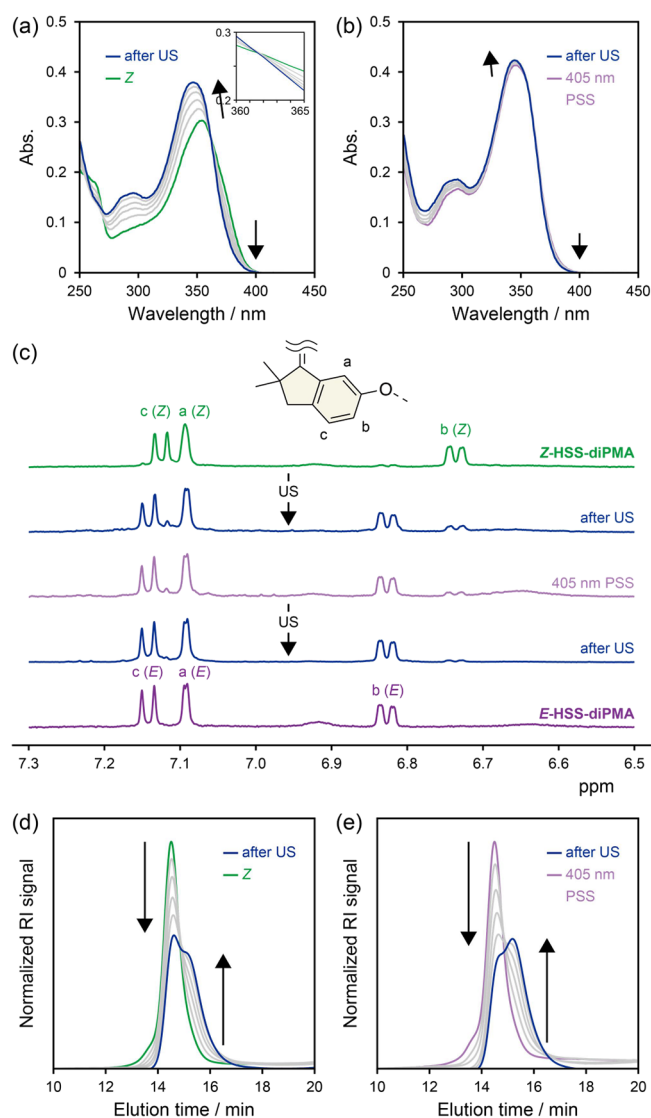 (a)
after US
Z
0.3
0.2
360
365
0.5
0.4
0.3
0.2
0.1
0
Abs.
250
300
350
400
450
Wavelength / nm
(b)
after US
405 nm
PSS
0.5
0.4
0.3
0.2
0.1
0
Abs.
250
300
350
400
450
Wavelength / nm
(c)
a
O
c
b
c (Z)
a (Z)
b (Z)
Z-HSS-diPMA
US
after US
405 nm PSS
US
after US
c (E)
a (E)
b (E)
E-HSS-diPMA
7.3
7.2
7.1
7.0
6.9
6.8
6.7
6.6
6.5
ppm
(d)
after US
Z
Normalized RI signal
10
12
14
16
18
20
Elution time / min
(e)
after US
405 nm
PSS
Normalized RI signal
10
12
14
16
18
20
Elution time / min